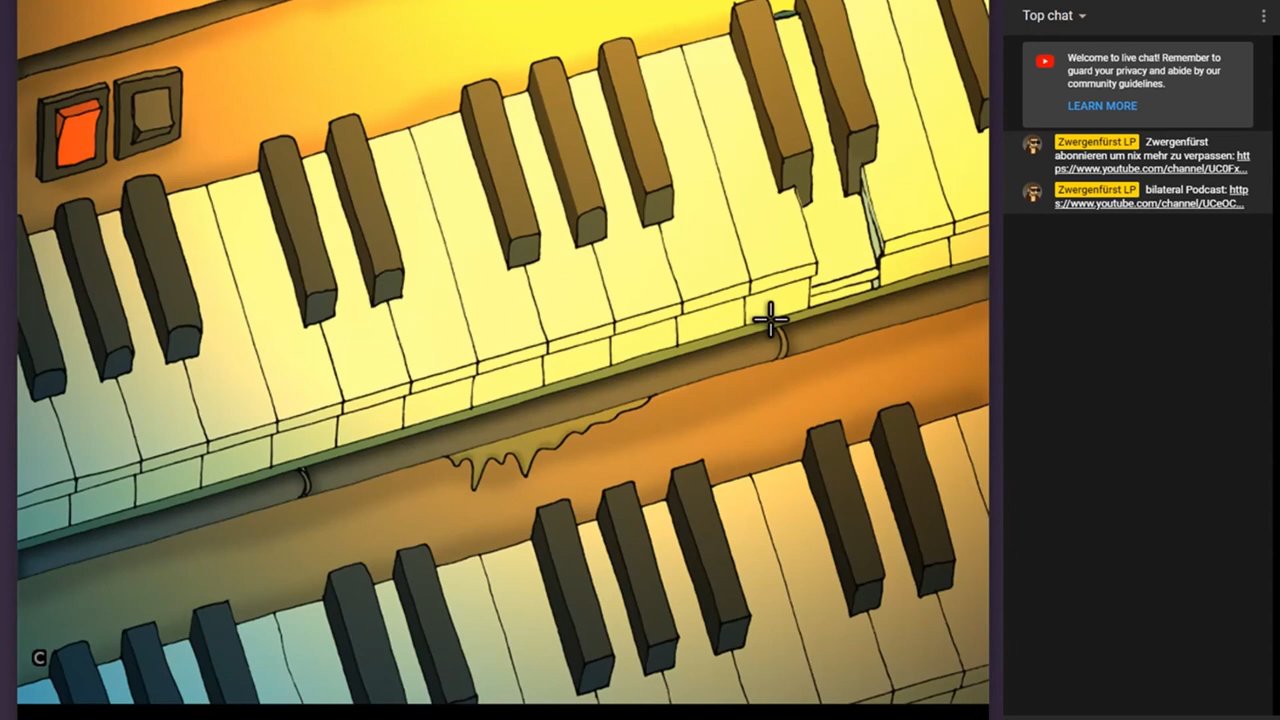 Top chat
Welcome to live chat! Remember to
guard your privacy and abide by our
community guidelines.
LEARN MORE
Zwergenfürst LP Zwergenfürst
abonnieren um nix mehr zu verpassen: htt
ps://www.youtube.com/channel/UC0Fx...
Zwergenfürst LP bilateral Podcast: http
s://www.youtube.com/channel/UCeOC...
C